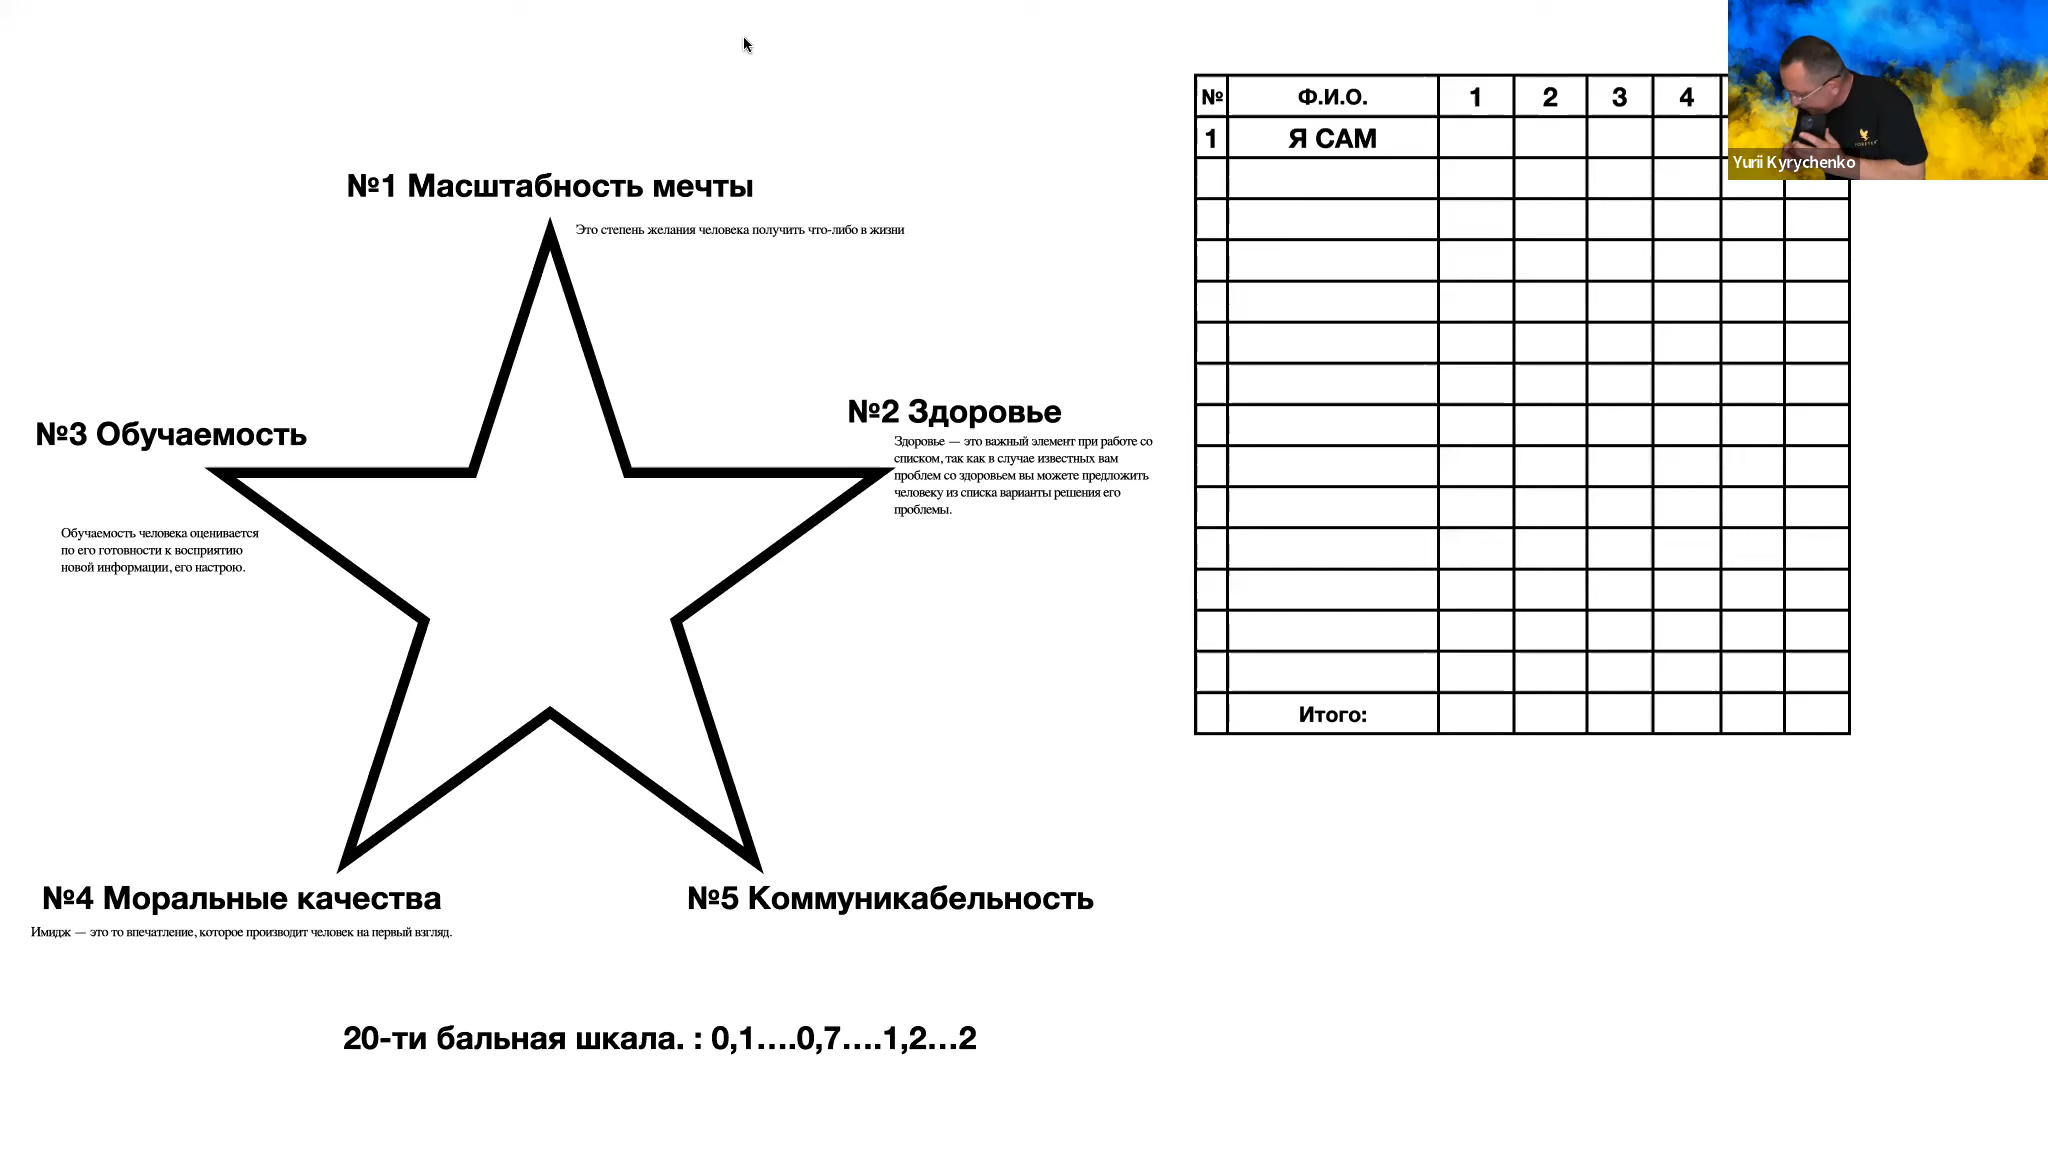 №1 Масштабность мечты
Это степень желания человека получить что-либо в жизни
№2 Здоровье
Здоровье — это важный элемент при работе со
списком, так как в случае известных вам
проблем со здоровьем вы можете предложить
человеку из списка варианты решения его
проблемы.
№3 Обучаемость
Обучаемость человека оценивается
по его готовности к восприятию
новой информации, его настрою.
№4 Моральные качества
Имидж — это то впечатление, которое производит человек на первый взгляд.
№5 Коммуникабельность
20-ти бальная шкала. : 0,1....0,7....1,2...2
№ Ф.И.О. 1 2 3 4
1 Я САМ
Итого:
FOREVER
Yurii Kyrychenko